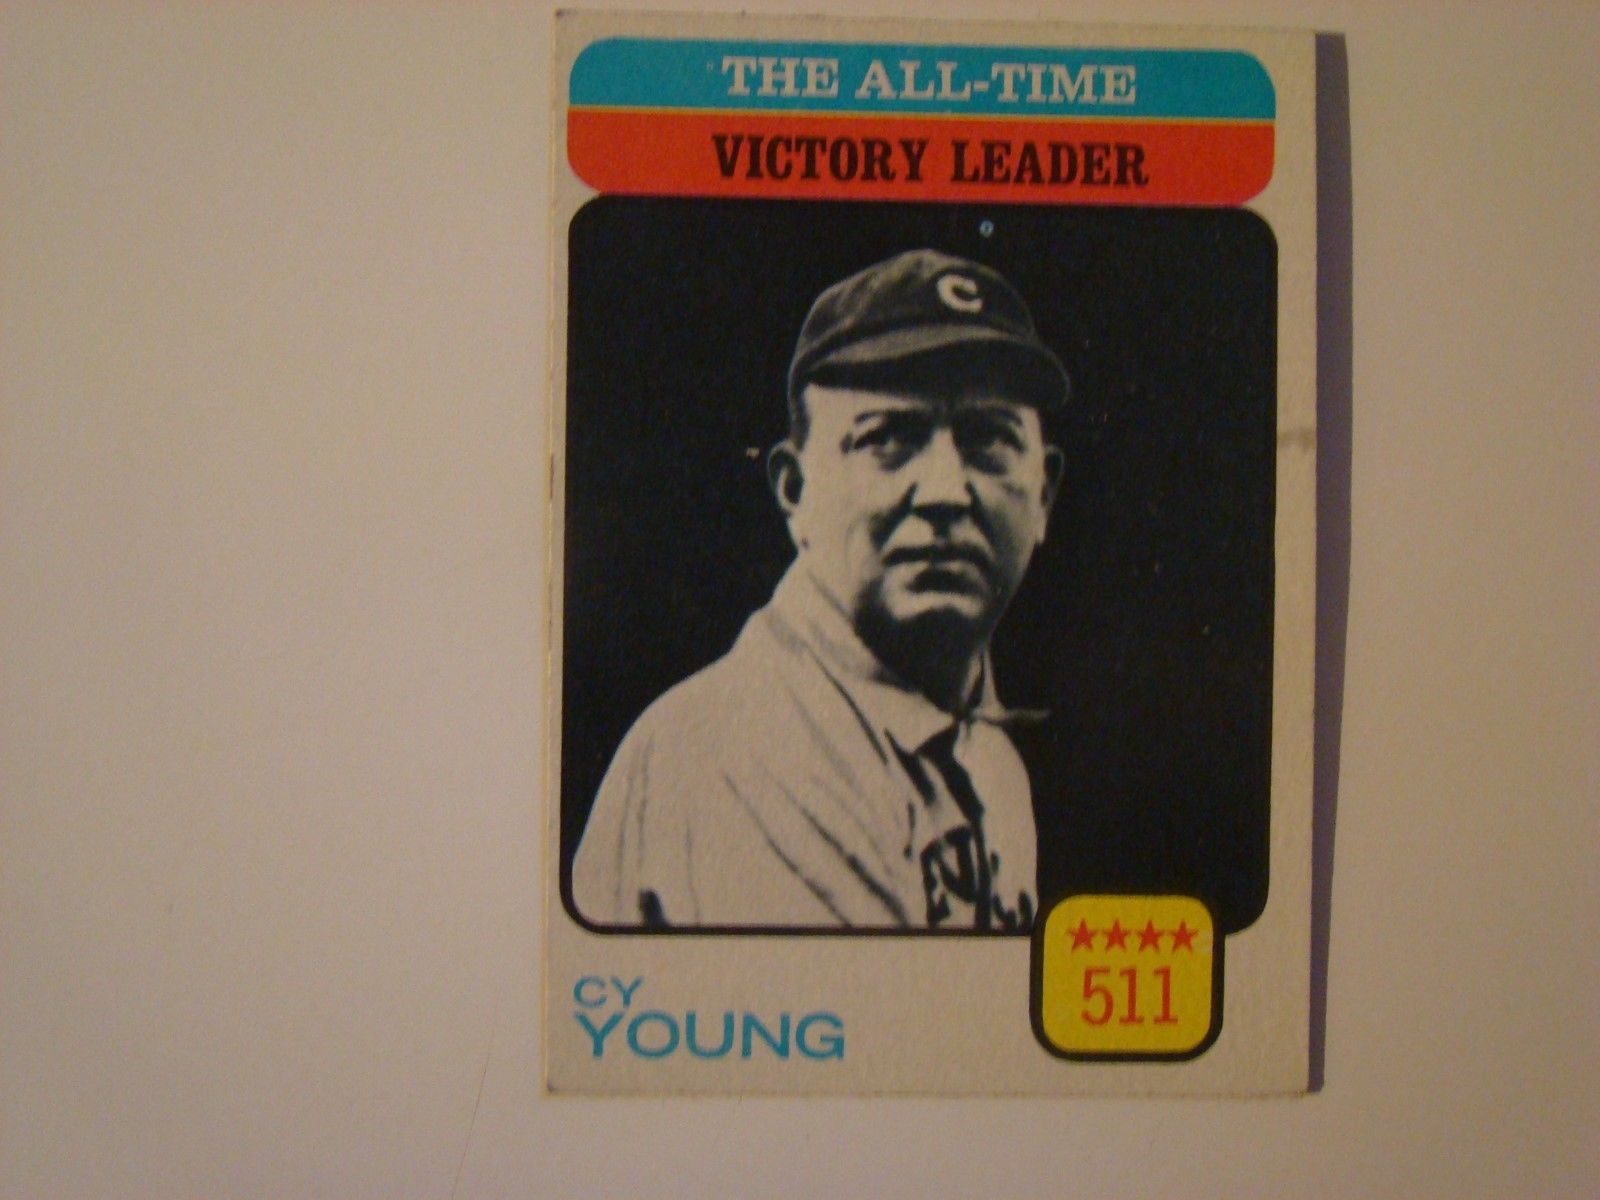 THE ALL-TIME
VICTORY LEADER
C
CY
YOUNG
★★★★
511